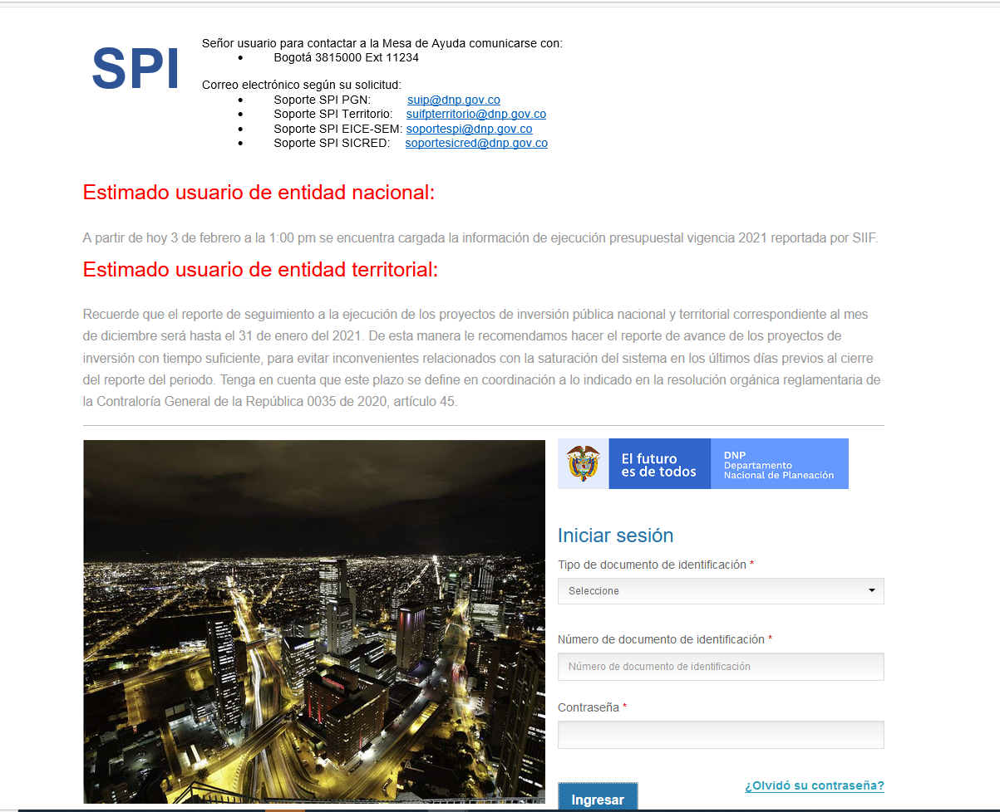 SPI
Señor usuario para contactar a la Mesa de Ayuda comunicarse con:
• Bogotá 3815000 Ext 11234
Correo electrónico según su solicitud:
• Soporte SPI PGN: suip@dnp.gov.co
• Soporte SPI Territorio: suifpterritorio@dnp.gov.co
• Soporte SPI EICE-SEM: soportespi@dnp.gov.co
• Soporte SPI SICRED: soportesicred@dnp.gov.co
Estimado usuario de entidad nacional:
A partir de hoy 3 de febrero a la 1:00 pm se encuentra cargada la información de ejecución presupuestal vigencia 2021 reportada por SIIF.
Estimado usuario de entidad territorial:
Recuerde que el reporte de seguimiento a la ejecución de los proyectos de inversión pública nacional y territorial correspondiente al mes
de diciembre será hasta el 31 de enero del 2021. De esta manera le recomendamos hacer el reporte de avance de los proyectos de
inversión con tiempo suficiente, para evitar inconvenientes relacionados con la saturación del sistema en los últimos días previos al cierre
del reporte del periodo. Tenga en cuenta que este plazo se define en coordinación a lo indicado en la resolución orgánica reglamentaria de
la Contraloría General de la República 0035 de 2020, artículo 45.
El futuro
es de todos
DNP
Departamento
Nacional de Planeación
Iniciar sesión
Tipo de documento de identificación *
Seleccione
Número de documento de identificación *
Número de documento de identificación
Contraseña *
¿Olvidó su contraseña?
Ingresar